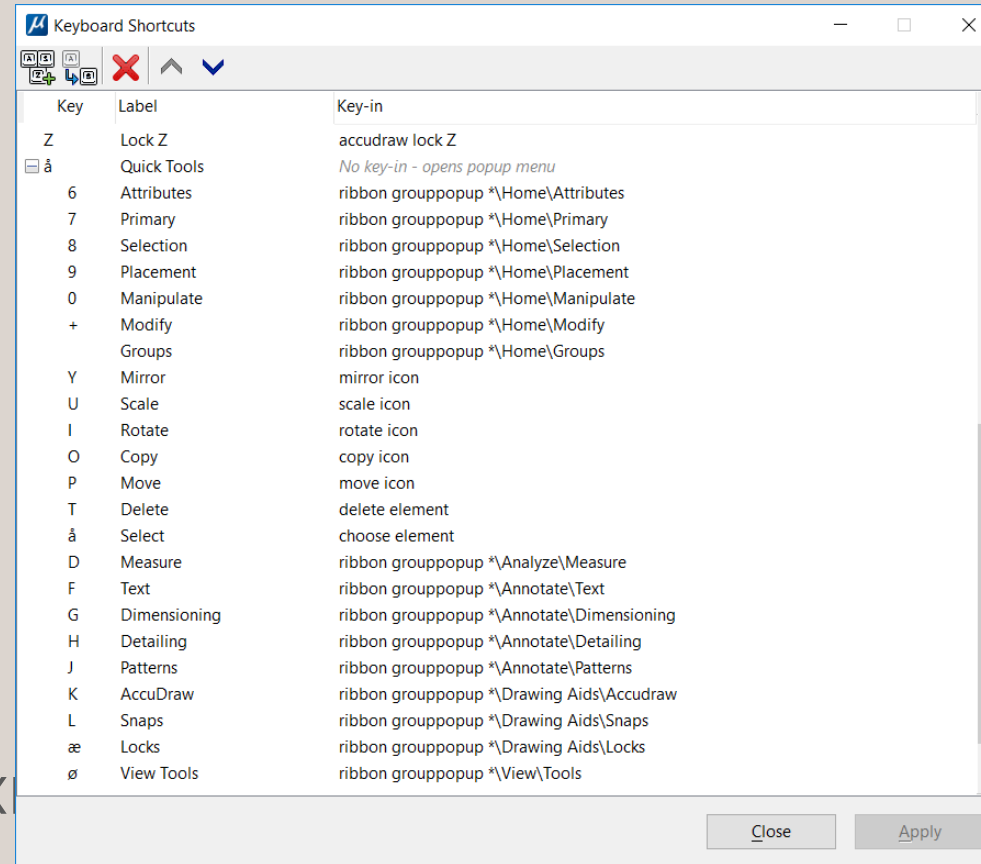 Keyboard Shortcuts
Key Label Key-in
Z Lock Z accudraw lock Z
å Quick Tools No key-in - opens popup menu
6 Attributes ribbon grouppopup *\Home\Attributes
7 Primary ribbon grouppopup *\Home\Primary
8 Selection ribbon grouppopup *\Home\Selection
9 Placement ribbon grouppopup *\Home\Placement
0 Manipulate ribbon grouppopup *\Home\Manipulate
+ Modify ribbon grouppopup *\Home\Modify
Groups ribbon grouppopup *\Home\Groups
Y Mirror mirror icon
U Scale scale icon
I Rotate rotate icon
O Copy copy icon
P Move move icon
T Delete delete element
å Select choose element
D Measure ribbon grouppopup *\Analyze\Measure
F Text ribbon grouppopup *\Annotate\Text
G Dimensioning ribbon grouppopup *\Annotate\Dimensioning
H Detailing ribbon grouppopup *\Annotate\Detailing
J Patterns ribbon grouppopup *\Annotate\Patterns
K AccuDraw ribbon grouppopup *\Drawing Aids\Accudraw
L Snaps ribbon grouppopup *\Drawing Aids\Snaps
æ Locks ribbon grouppopup *\Drawing Aids\Locks
ø View Tools ribbon grouppopup *\View\Tools
Close Apply